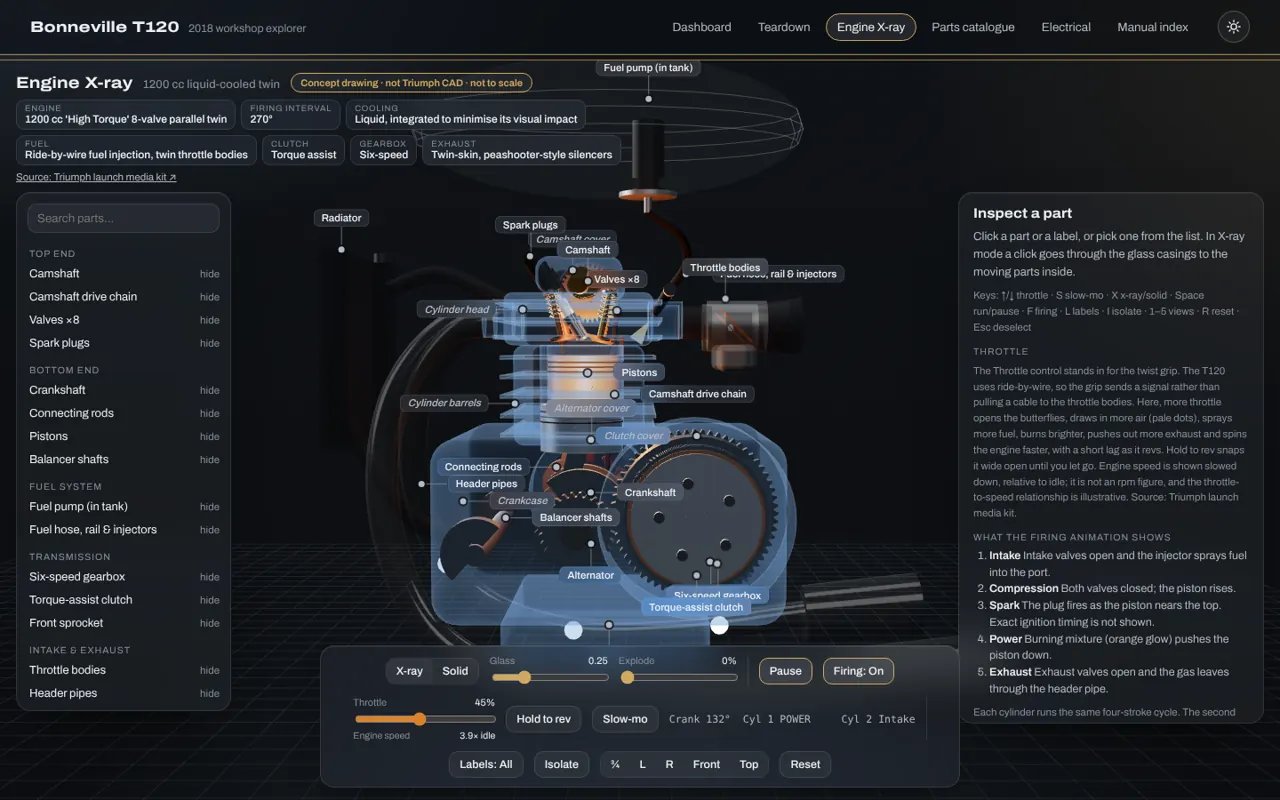 Bonneville T120 2018 workshop explorer
Dashboard Teardown Engine X-ray Parts catalogue Electrical Manual index
Engine X-ray 1200 cc liquid-cooled twin Concept drawing · not Triumph CAD · not to scale
ENGINE
1200 cc 'High Torque' 8-valve parallel twin
FIRING INTERVAL
270°
COOLING
Liquid, integrated to minimise its visual impact
FUEL
Ride-by-wire fuel injection, twin throttle bodies
CLUTCH
Torque assist
GEARBOX
Six-speed
EXHAUST
Twin-skin, peashooter-style silencers
Source: Triumph launch media kit ↗
Search parts...
TOP END
Camshaft hide
Camshaft drive chain hide
Valves ×8 hide
Spark plugs hide
BOTTOM END
Crankshaft hide
Connecting rods hide
Pistons hide
Balancer shafts hide
FUEL SYSTEM
Fuel pump (in tank) hide
Fuel hose, rail & injectors hide
TRANSMISSION
Six-speed gearbox hide
Torque-assist clutch hide
Front sprocket hide
INTAKE & EXHAUST
Throttle bodies hide
Header pipes hide
Fuel pump (in tank)
Radiator
Spark plugs
Camshaft cover
Camshaft
Valves ×8
Throttle bodies
rail & injectors
Cylinder head
Pistons
Camshaft drive chain
Cylinder barrels
Alternator cover
Clutch cover
Connecting rods
Header pipes
Crankcase
Crankshaft
Balancer shafts
Alternator
Six-speed gearbox
Torque-assist clutch
X-ray Solid
Glass 0.25
Explode 0%
Pause
Firing: On
Throttle 45%
Engine speed 3.9× idle
Hold to rev
Slow-mo
Crank 132° Cyl 1 POWER Cyl 2 Intake
Labels: All
Isolate
¾ L R Front Top
Reset
Inspect a part
Click a part or a label, or pick one from the list. In X-ray
mode a click goes through the glass casings to the
moving parts inside.
Keys: ↑/↓ throttle · S slow-mo · X x-ray/solid · Space
run/pause · F firing · L labels · I isolate · 1–5 views · R reset ·
Esc deselect
THROTTLE
The Throttle control stands in for the twist grip. The T120
uses ride-by-wire, so the grip sends a signal rather than
pulling a cable to the throttle bodies. Here, more throttle
opens the butterflies, draws in more air (pale dots), sprays
more fuel, burns brighter, pushes out more exhaust and spins
the engine faster, with a short lag as it revs. Hold to rev snaps
it wide open until you let go. Engine speed is shown slowed
down, relative to idle; it is not an rpm figure, and the throttle-
to-speed relationship is illustrative. Source: Triumph launch
media kit.
WHAT THE FIRING ANIMATION SHOWS
1. Intake Intake valves open and the injector sprays fuel
into the port.
2. Compression Both valves closed; the piston rises.
3. Spark The plug fires as the piston nears the top.
Exact ignition timing is not shown.
4. Power Burning mixture (orange glow) pushes the
piston down.
5. Exhaust Exhaust valves open and the gas leaves
through the header pipe.
Each cylinder runs the same four-stroke cycle. The second